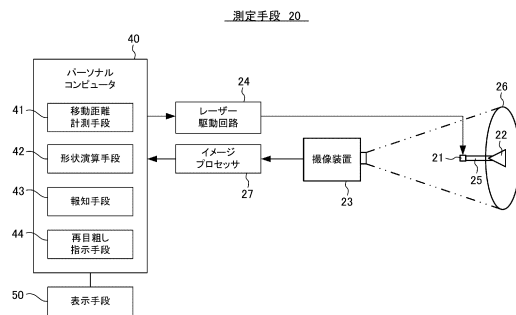 測定手段 20
40
パーソナル
コンピュータ
41
移動距離
計測手段
42
形状演算手段
43
報知手段
44
再目粗し
指示手段
50
表示手段
24
レーザー
駆動回路
イメージ
プロセッサ
27
撮像装置
23
21
22
25
26